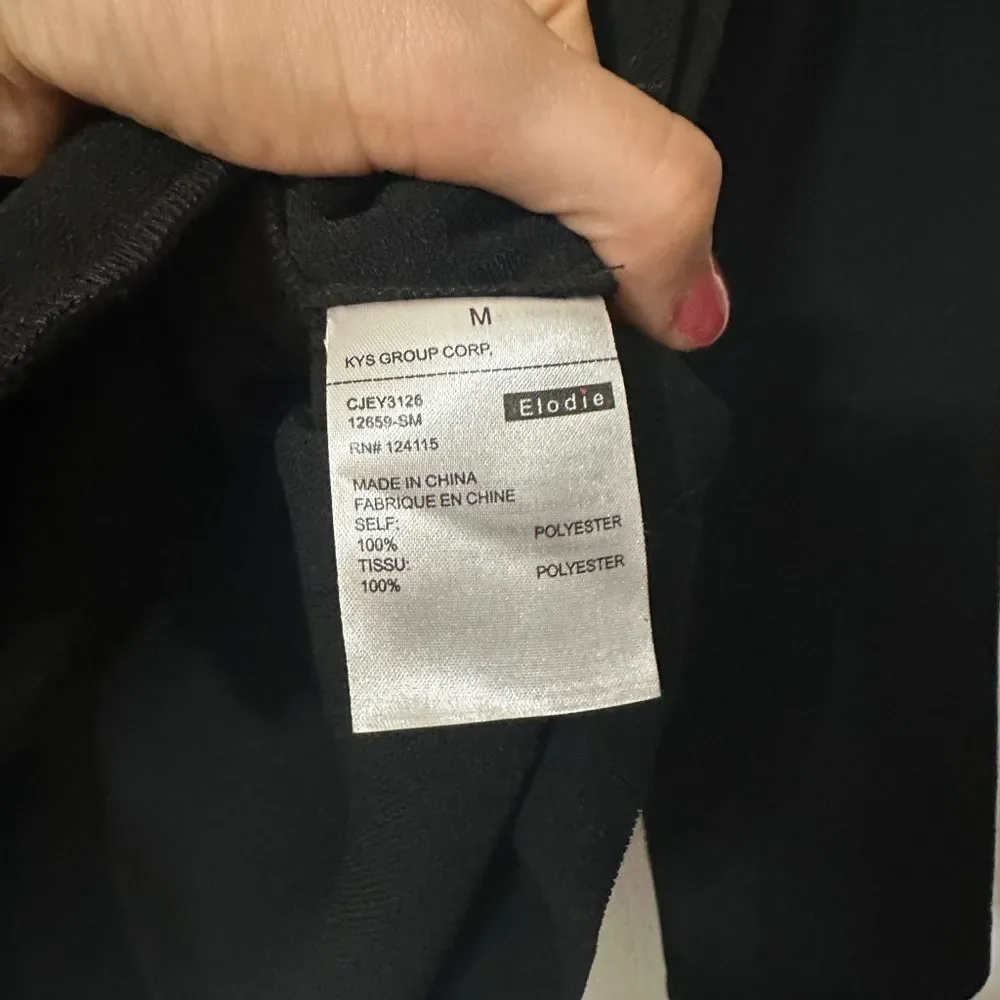 M
KYS GROUP CORP.
CJEY3126
Elodie
12659-SM
RN# 124115
MADE IN CHINA
FABRIQUE EN CHINE
SELF:
100% POLYESTER
TISSU:
100% POLYESTER